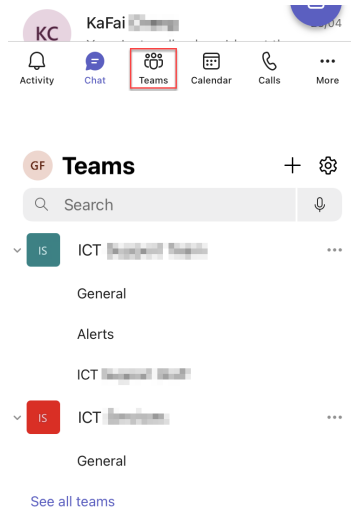 KC KaFai
/04
Activity Chat Teams Calendar Calls More
GF Teams
Search
IS ICT
General
Alerts
ICT
IS ICT
General
See all teams